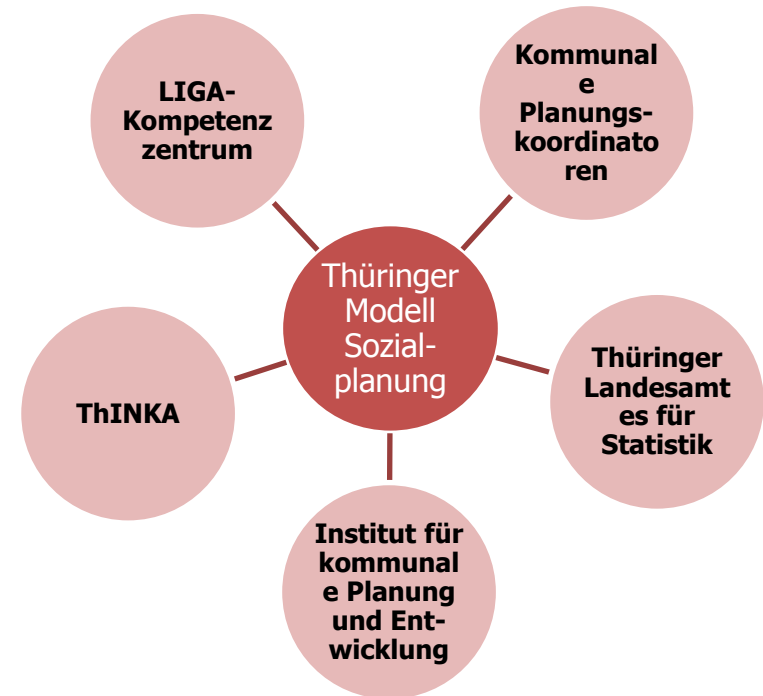 LIGA-
Kompetenz
zentrum
Kommunal
e
Planungs-
koordinato
ren
Thüringer
Modell
Sozial-
planung
Thüringer
Landesamt
es für
Statistik
ThINKA
Institut für
kommunal
e Planung
und Ent-
wicklung